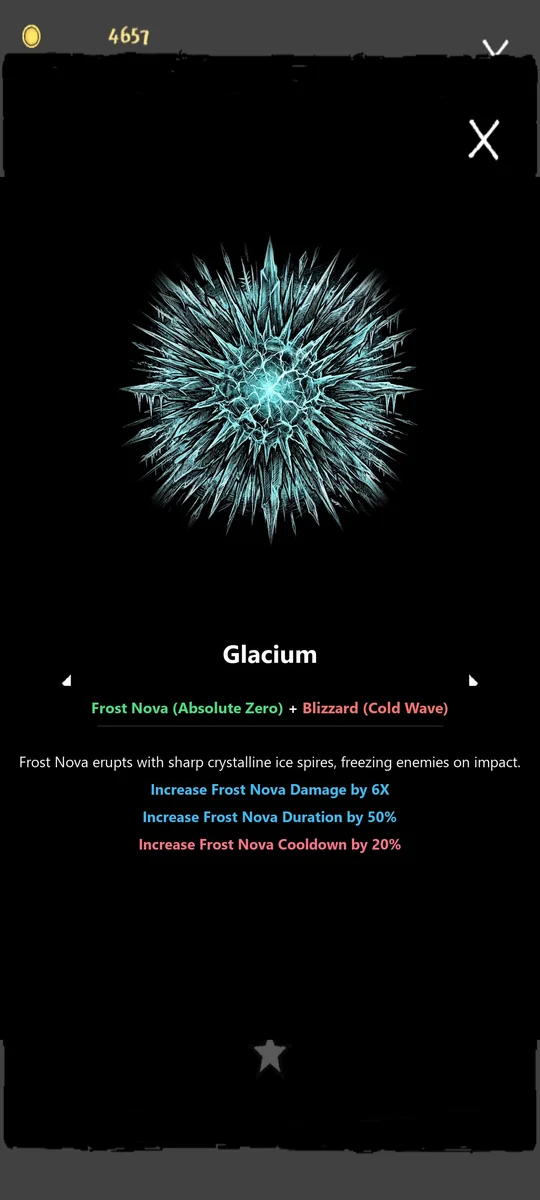 4657
X
Glacium
Frost Nova (Absolute Zero) + Blizzard (Cold Wave)
Frost Nova erupts with sharp crystalline ice spires, freezing enemies on impact.
Increase Frost Nova Damage by 6X
Increase Frost Nova Duration by 50%
Increase Frost Nova Cooldown by 20%